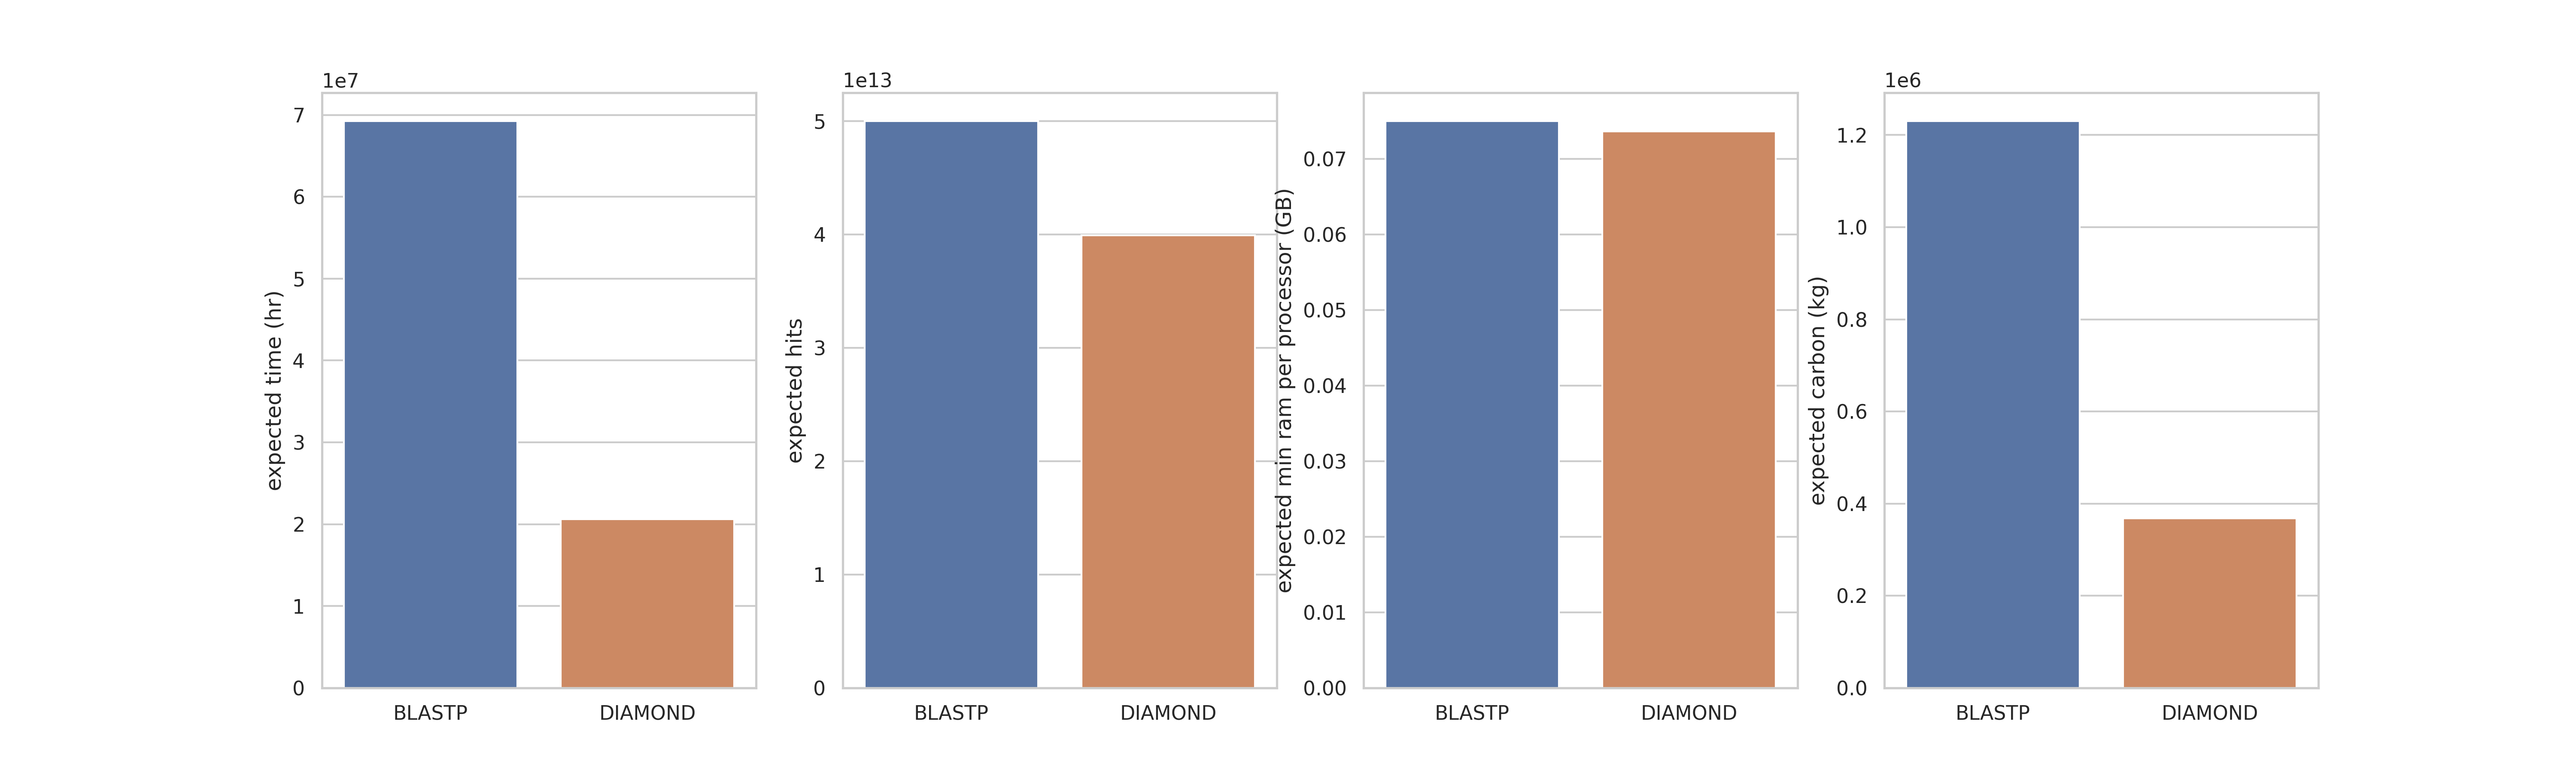 1e7
7
6
5
4
3
2
1
0
expected time (hr)
BLASTP DIAMOND
1e13
5
4
3
2
1
0
expected hits
BLASTP DIAMOND
0.07
0.06
0.05
0.04
0.03
0.02
0.01
0.00
expected min ram per processor (GB)
BLASTP DIAMOND
1e6
1.2
1.0
0.8
0.6
0.4
0.2
0.0
expected carbon (kg)
BLASTP DIAMOND